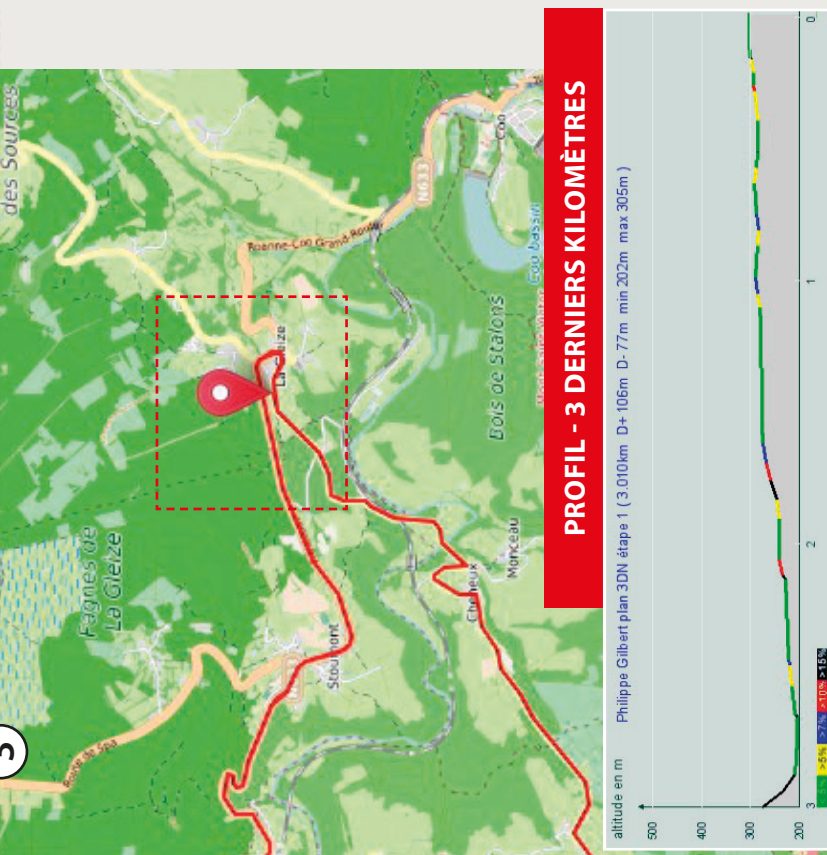 des Sources
N633
Coo
Roanne-Coo Grand Route
Coo bassin
La Gleize
Bois de Stalons
Fagnes de
La Gleize
Monceau
Cheneux
Stoumont
Route de Spa
3
PROFIL - 3 DERNIERS KILOMÈTRES
Philippe Gilbert plan 3DN étape 1 ( 3.010km D+ 106m D- 77m min 202m max 305m )
altitude en m
500
400
300
200
3
2
1
0
>5% >7% >10% >15%